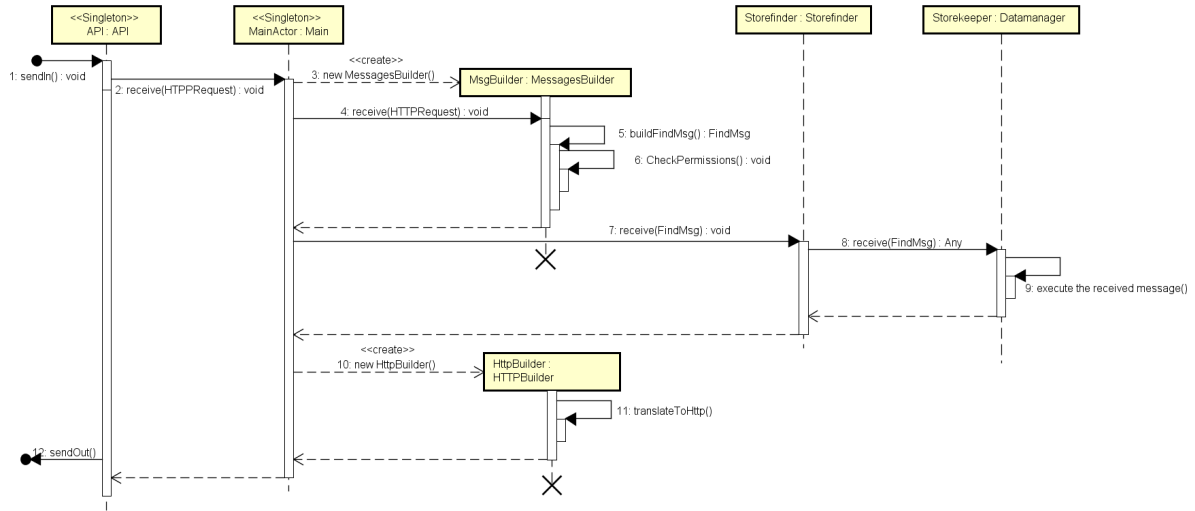 <<Singleton>>
API : API
<<Singleton>>
MainActor : Main
Storefinder : Storefinder
Storekeeper : Datamanager
1: sendIn() : void
2: receive(HTPPRequest) : void
<<create>>
3: new MessagesBuilder()
MsgBuilder : MessagesBuilder
4: receive(HTTPRequest) : void
5: buildFindMsg() : FindMsg
6: CheckPermissions() : void
7: receive(FindMsg) : void
8: receive(FindMsg) : Any
9: execute the received message()
<<create>>
10: new HttpBuilder()
HttpBuilder :
HTTPBuilder
11: translateToHttp()
12: sendOut()